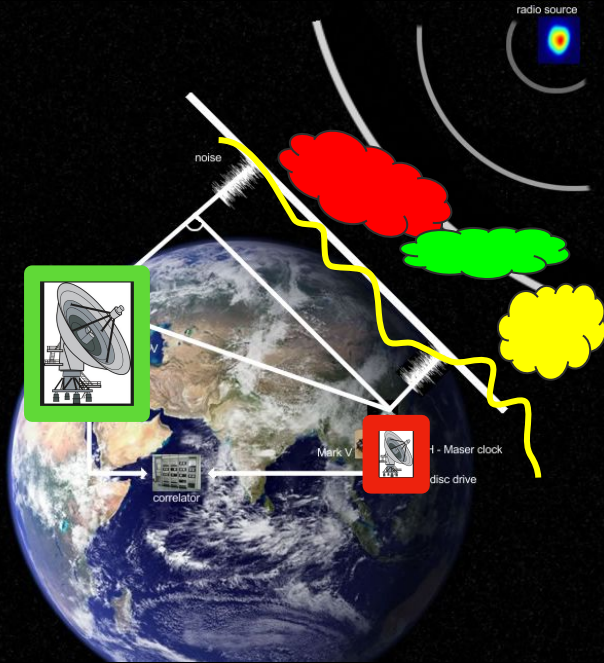 radio source
noise
V
Mark V
H - Maser clock
disc drive
correlator